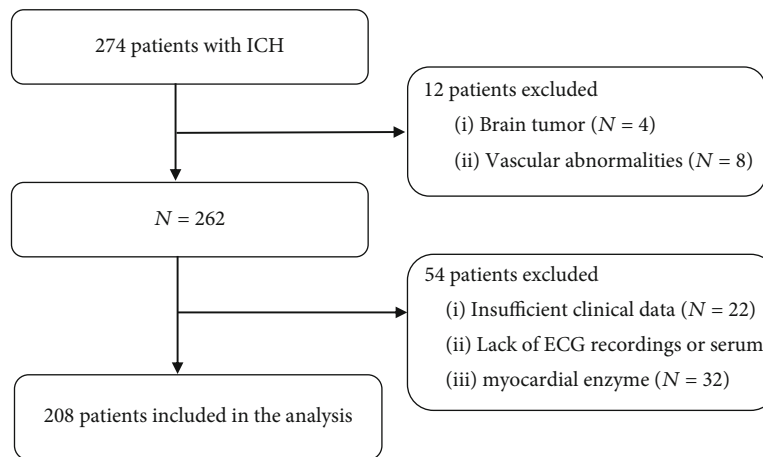 274 patients with ICH
12 patients excluded
(i) Brain tumor (N = 4)
(ii) Vascular abnormalities (N = 8)
N = 262
54 patients excluded
(i) Insufficient clinical data (N = 22)
(ii) Lack of ECG recordings or serum
(iii) myocardial enzyme (N = 32)
208 patients included in the analysis